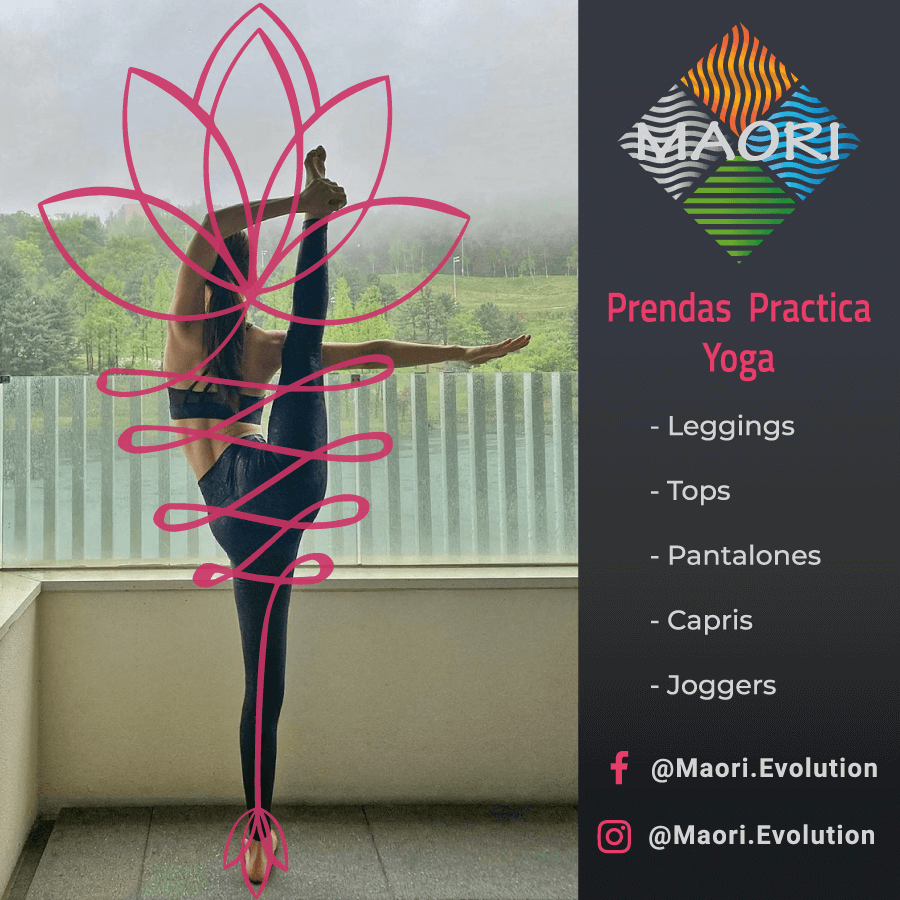 MAORI
Prendas Practica
Yoga
- Leggings
- Tops
- Pantalones
- Capris
- Joggers
@Maori.Evolution
@Maori.Evolution